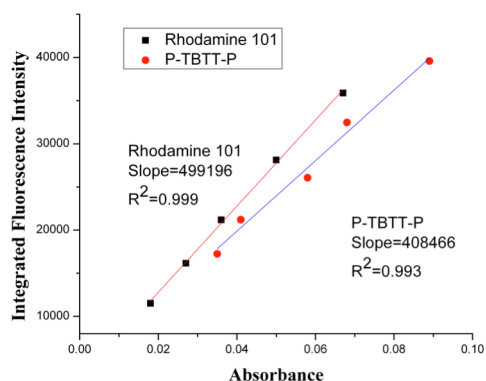 Rhodamine 101
P-TBTT-P
Integrated Fluorescence Intensity
40000
30000
20000
10000
Rhodamine 101
Slope=499196
R²=0.999
P-TBTT-P
Slope=408466
R²=0.993
0.00 0.02 0.04 0.06 0.08 0.10
Absorbance